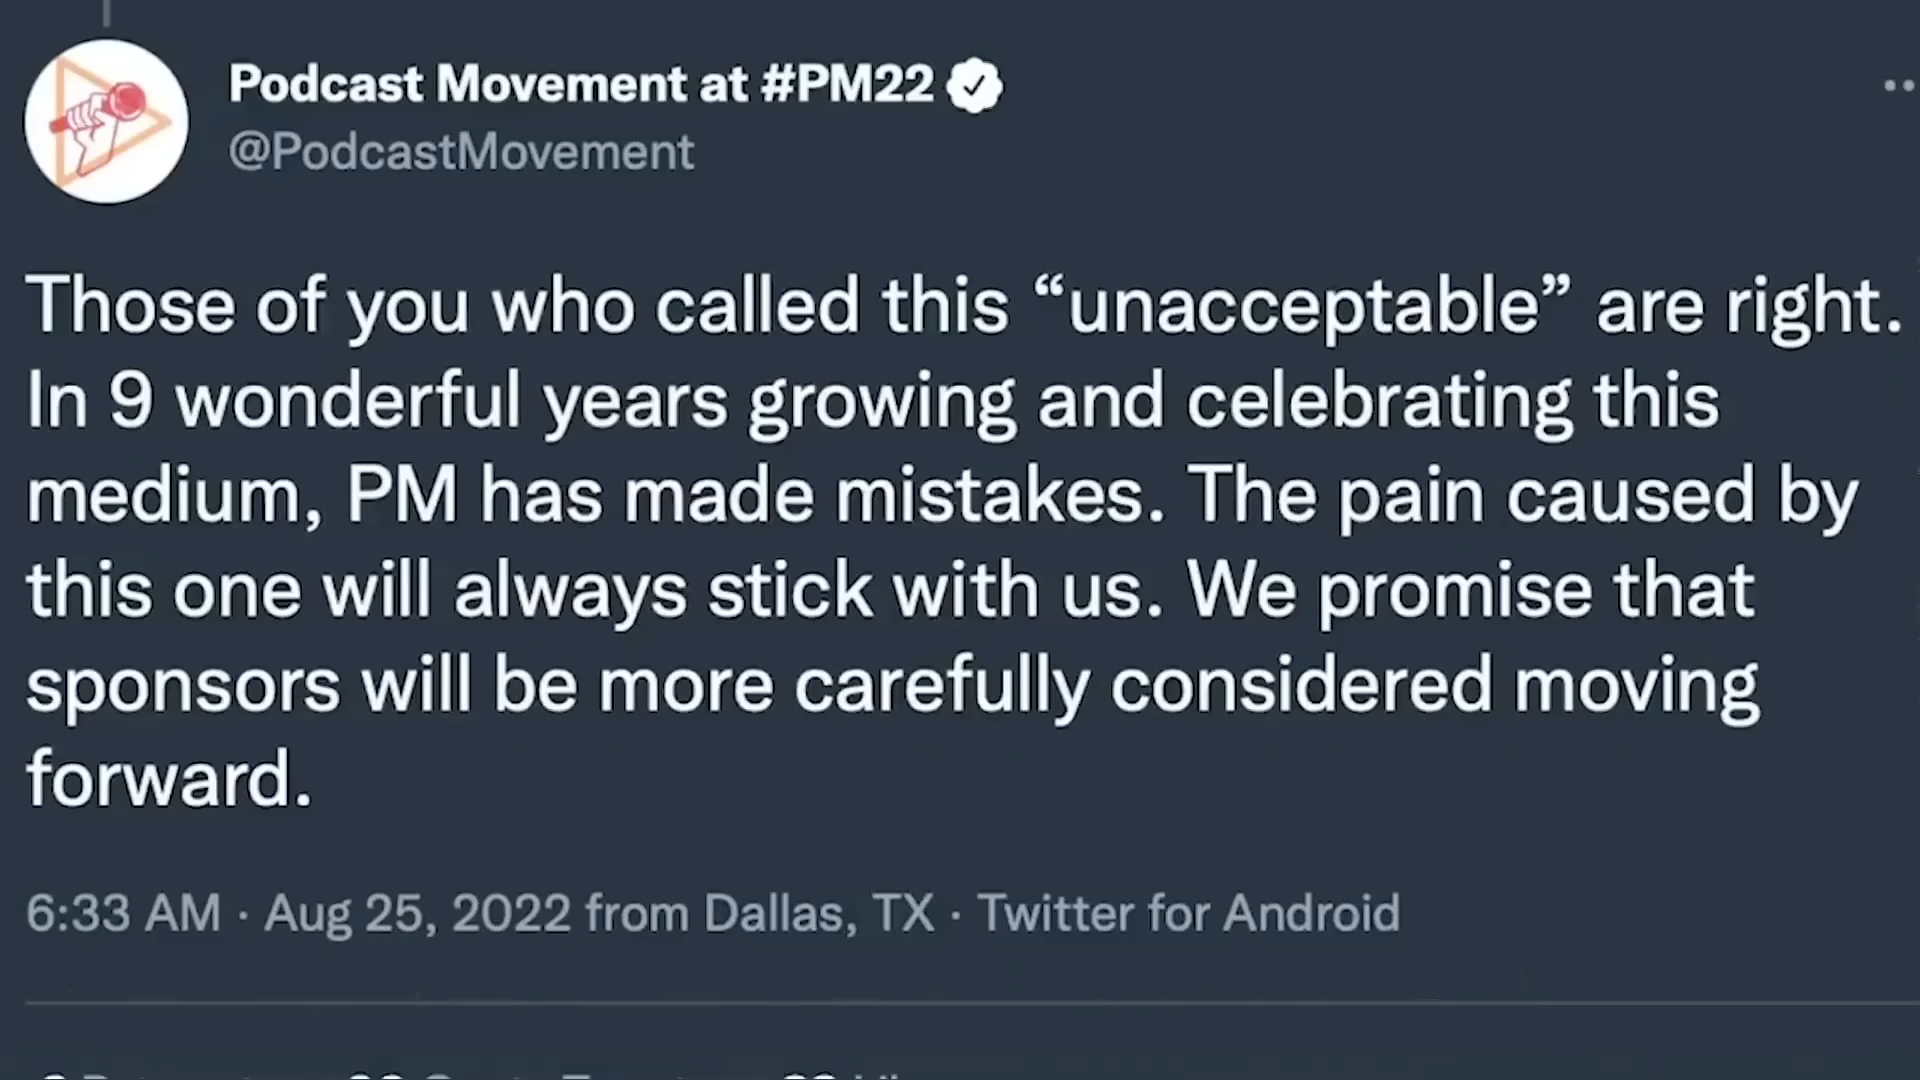 Podcast Movement at #PM22
@PodcastMovement
Those of you who called this “unacceptable” are right.
In 9 wonderful years growing and celebrating this
medium, PM has made mistakes. The pain caused by
this one will always stick with us. We promise that
sponsors will be more carefully considered moving
forward.
6:33 AM · Aug 25, 2022 from Dallas, TX · Twitter for Android